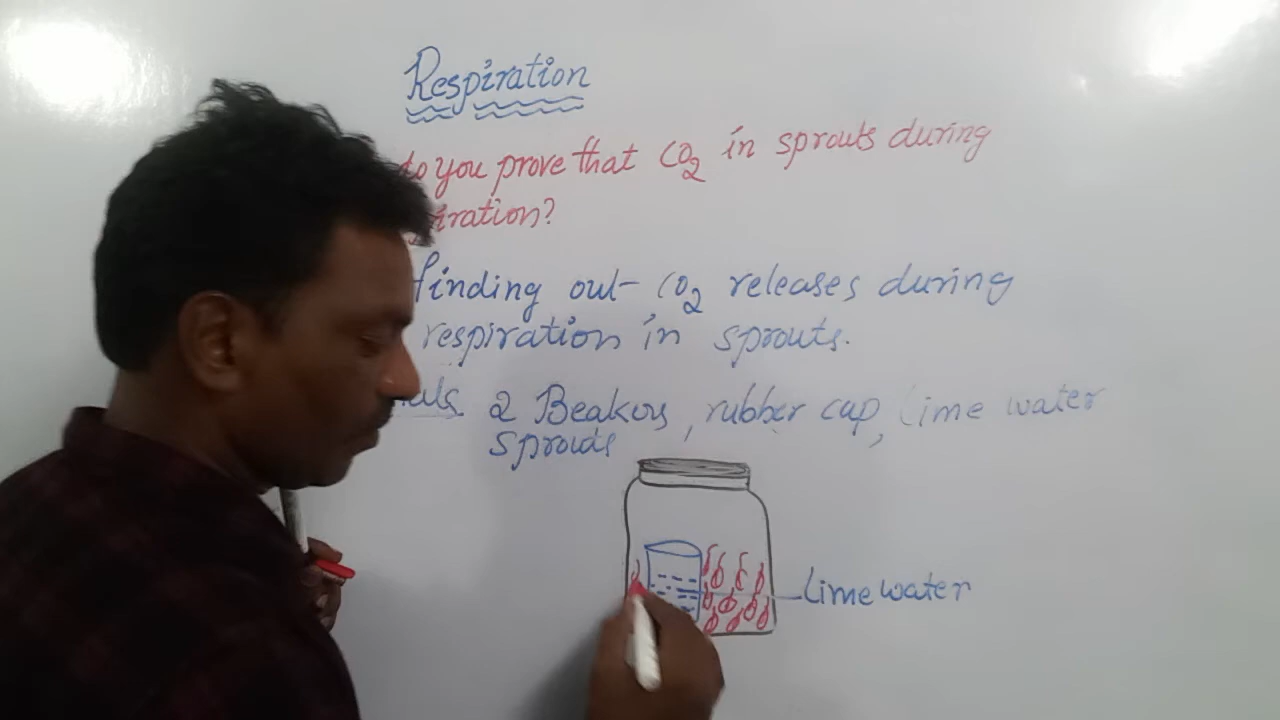 Respiration
do you prove that CO2 in sprouts during
iration?
finding out CO2 releases during
respiration in sprouts.
als 2 Beakers, rubber cap, lime water
sprouts
lime water